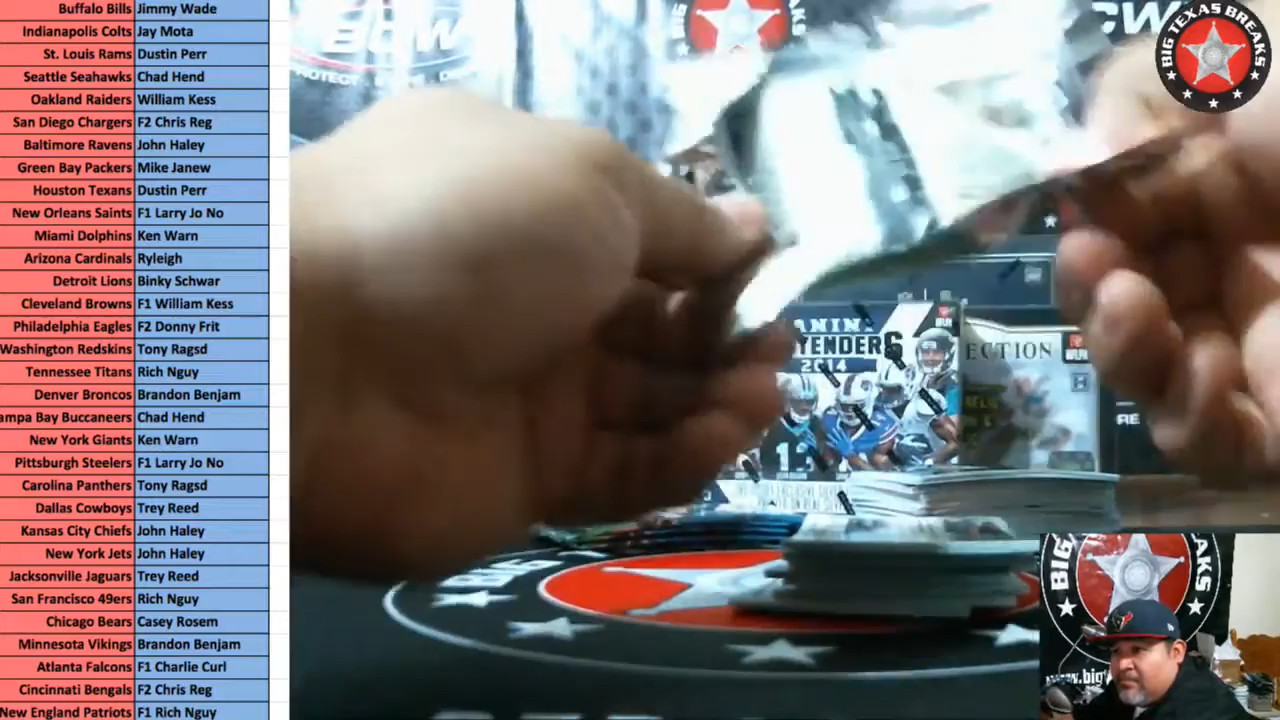 Buffalo Bills Jimmy Wade
Indianapolis Colts Jay Mota
St. Louis Rams Dustin Perr
Seattle Seahawks Chad Hend
Oakland Raiders William Kess
San Diego Chargers F2 Chris Reg
Baltimore Ravens John Haley
Green Bay Packers Mike Janew
Houston Texans Dustin Perr
New Orleans Saints F1 Larry Jo No
Miami Dolphins Ken Warn
Arizona Cardinals Ryleigh
Detroit Lions Binky Schwar
Cleveland Browns F1 William Kess
Philadelphia Eagles F2 Donny Frit
Washington Redskins Tony Ragsd
Tennessee Titans Rich Nguy
Denver Broncos Brandon Benjam
ampa Bay Buccaneers Chad Hend
New York Giants Ken Warn
Pittsburgh Steelers F1 Larry Jo No
Carolina Panthers Tony Ragsd
Dallas Cowboys Trey Reed
Kansas City Chiefs John Haley
New York Jets John Haley
Jacksonville Jaguars Trey Reed
San Francisco 49ers Rich Nguy
Chicago Bears Casey Rosem
Minnesota Vikings Brandon Benjam
Atlanta Falcons F1 Charlie Curl
Cincinnati Bengals F2 Chris Reg
New England Patriots F1 Rich Nguy
BIG TEXAS BREAKS
BCW
ANINI
TENDERS
2014
ECTION
BIG
BIG
EAKS
www.big